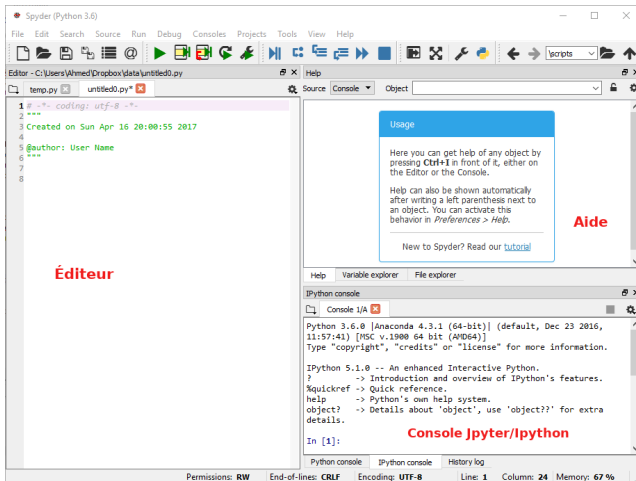 Spyder (Python 3.6)
File Edit Search Source Run Debug Consoles Projects Tools View Help
\scripts
Editor - C:\Users\Ahmed\Dropbox\data\untitled0.py
temp.py untitled0.py*
1 # -*- coding: utf-8 -*-
2 """
3 Created on Sun Apr 16 20:00:55 2017
4
5 @author: User Name
6 """
7
8
Éditeur
Help
Source Console Object
Usage
Here you can get help of any object by
pressing Ctrl+I in front of it, either on
the Editor or the Console.
Help can also be shown automatically
after writing a left parenthesis next to
an object. You can activate this
behavior in Preferences > Help.
New to Spyder? Read our tutorial
Aide
Help Variable explorer File explorer
IPython console
Console 1/A
Python 3.6.0 |Anaconda 4.3.1 (64-bit)| (default, Dec 23 2016,
11:57:41) [MSC v.1900 64 bit (AMD64)]
Type "copyright", "credits" or "license" for more information.
IPython 5.1.0 -- An enhanced Interactive Python.
? -> Introduction and overview of IPython's features.
%quickref -> Quick reference.
help -> Python's own help system.
object? -> Details about 'object', use 'object??' for extra
details.
In [1]:
Console Jpyter/Ipython
Python console IPython console History log
Permissions: RW End-of-lines: CRLF Encoding: UTF-8 Line: 1 Column: 24 Memory: 67 %